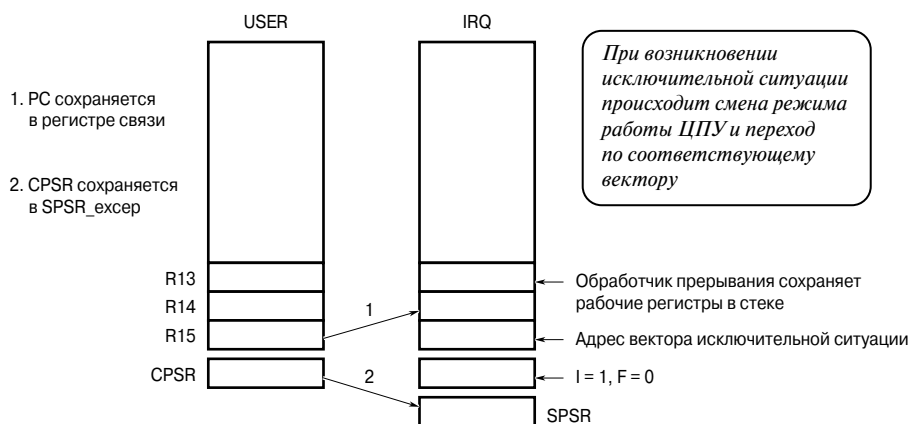 USER
IRQ
При возникновении
исключительной ситуации
происходит смена режима
работы ЦПУ и переход
по соответствующему
вектору
1. PC сохраняется
в регистре связи
2. CPSR сохраняется
в SPSR_excep
R13
R14
R15
CPSR
1
2
Обработчик прерывания сохраняет
рабочие регистры в стеке
Адрес вектора исключительной ситуации
I = 1, F = 0
SPSR